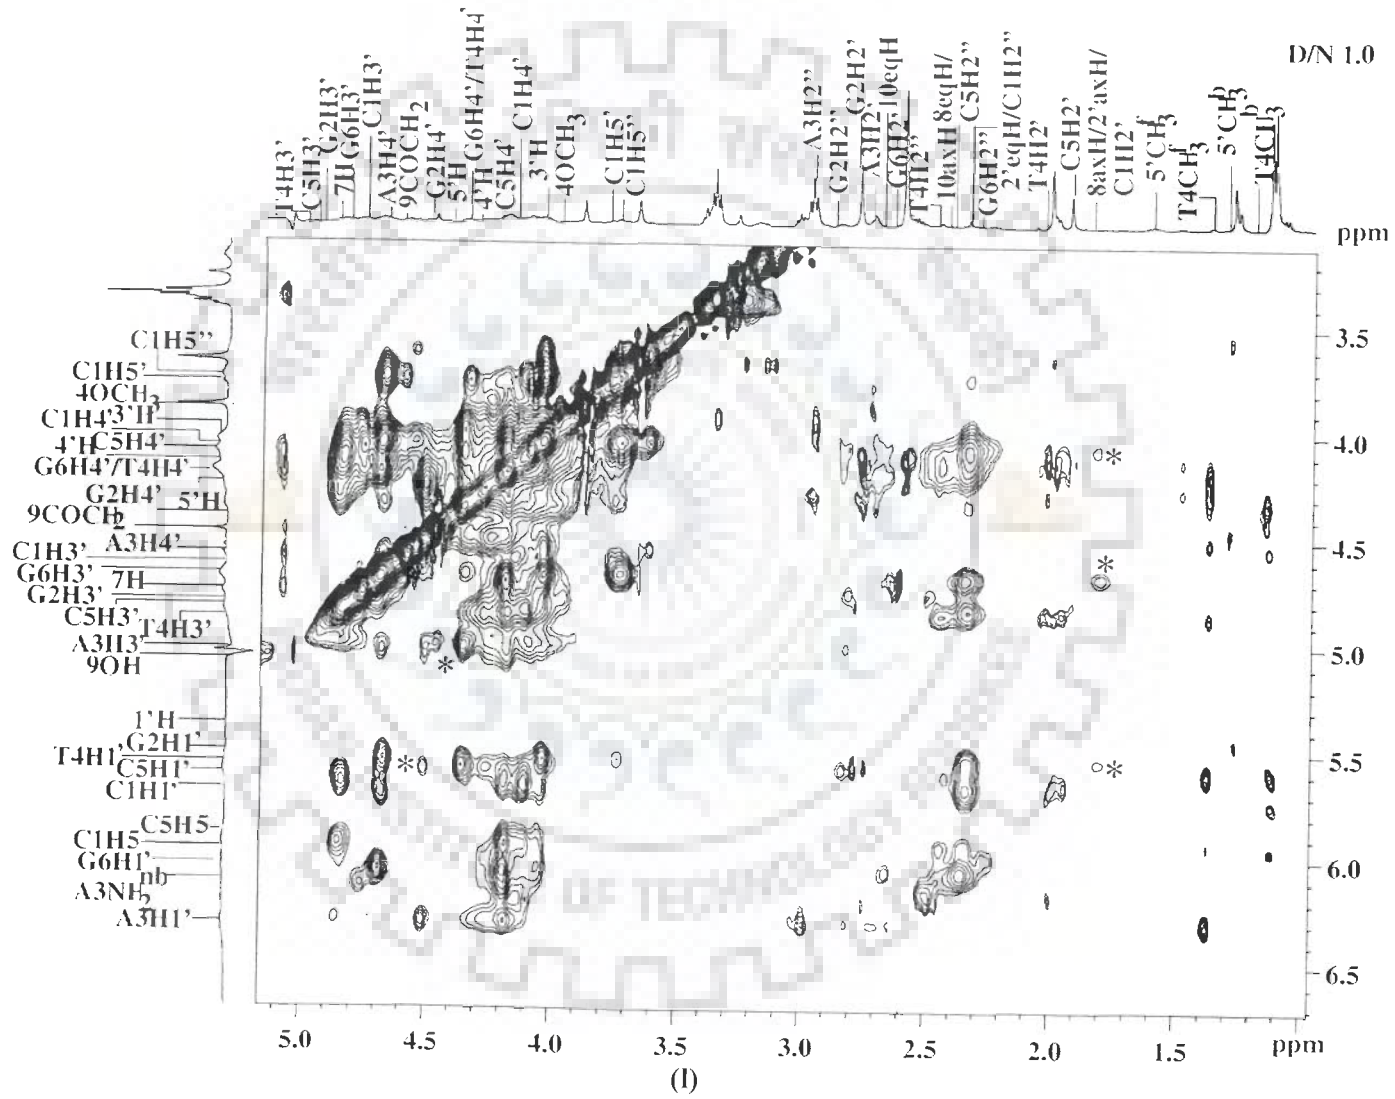 D/N 1.0
T4H3'
C5H3'
G2H3'
7H
G6H3'
C1H3'
A3H4'
9COCH2
G2H4'
5'H
G6H4'/T4H4'
4'H
C5H4'
C1H4'
3'H
4OCH3
C1H5'
C1H5''
A3H2''
G2H2''
G2H2'
A3H2'
10eqH
G6H2'
T4H2''
10axH
8eqH/
C5H2''
G6H2''
2'eqH/C1H2''
T4H2'
C5H2'
8axH/2'axH/
C1H2'
5'CH3 f
T4CH3 f
5'CH3 b
T4CH3 b
ppm
C1H5''
C1H5'
4OCH3
C1H4' 3'H
4'H C5H4'
G6H4'/T4H4'
G2H4' 5'H
9COCH2
A3H4'
C1H3'
G6H3' 7H
G2H3'
C5H3' T4H3'
A3H3'
9OH
1'H
G2H1'
T4H1'
C5H1'
C1H1'
C5H5
C1H5
G6H1'
nb
A3NH2
A3H1'
3.5
4.0
*
4.5
*
5.0
*
5.5
* *
6.0
6.5
OF TECHNOLOGY
5.0 4.5 4.0 3.5 3.0 2.5 2.0 1.5 ppm
(l)